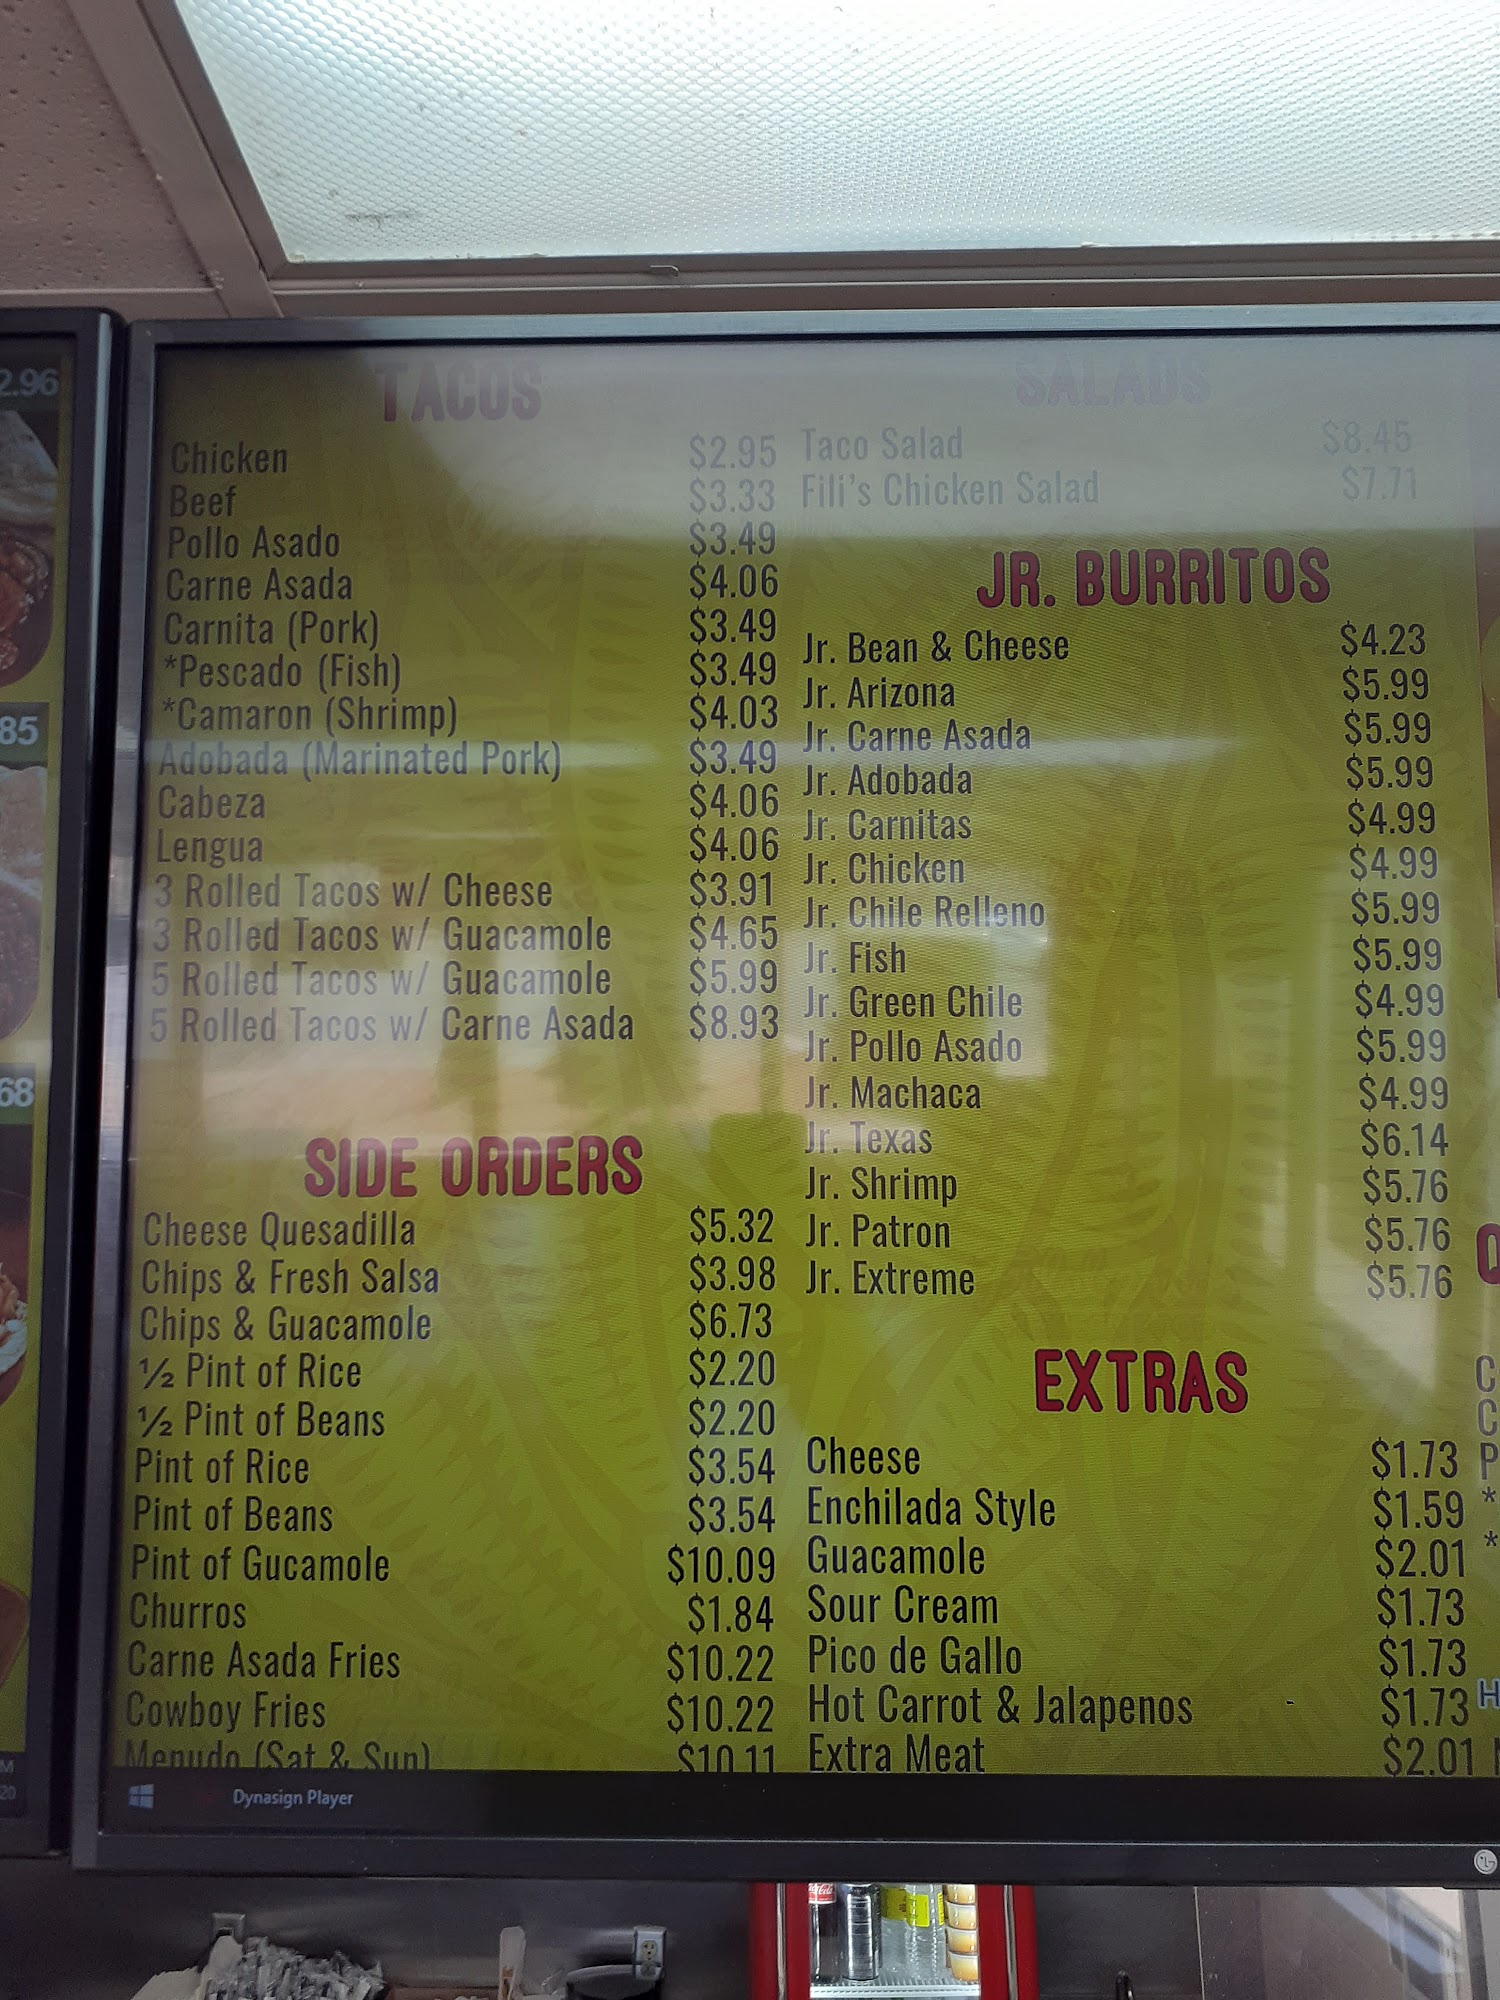 2.96
85
68
M
20
TACOS
Chicken $2.95
Beef $3.33
Pollo Asado $3.49
Carne Asada $4.06
Carnita (Pork) $3.49
*Pescado (Fish) $3.49
*Camaron (Shrimp) $4.03
Adobada (Marinated Pork) $3.49
Cabeza $4.06
Lengua $4.06
3 Rolled Tacos w/ Cheese $3.91
3 Rolled Tacos w/ Guacamole $4.65
5 Rolled Tacos w/ Guacamole $5.99
5 Rolled Tacos w/ Carne Asada $8.93
SIDE ORDERS
Cheese Quesadilla $5.32
Chips & Fresh Salsa $3.98
Chips & Guacamole $6.73
½ Pint of Rice $2.20
½ Pint of Beans $2.20
Pint of Rice $3.54
Pint of Beans $3.54
Pint of Gucamole $10.09
Churros $1.84
Carne Asada Fries $10.22
Cowboy Fries $10.22
Menudo (Sat & Sun) $10.11
SALADS
Taco Salad $8.45
Fili's Chicken Salad $7.71
JR. BURRITOS
Jr. Bean & Cheese $4.23
Jr. Arizona $5.99
Jr. Carne Asada $5.99
Jr. Adobada $5.99
Jr. Carnitas $4.99
Jr. Chicken $4.99
Jr. Chile Relleno $5.99
Jr. Fish $5.99
Jr. Green Chile $4.99
Jr. Pollo Asado $5.99
Jr. Machaca $4.99
Jr. Texas $6.14
Jr. Shrimp $5.76
Jr. Patron $5.76
Jr. Extreme $5.76
EXTRAS
Cheese $1.73
Enchilada Style $1.59
Guacamole $2.01
Sour Cream $1.73
Pico de Gallo $1.73
Hot Carrot & Jalapenos - $1.73
Extra Meat $2.01
Dynasign Player
LG